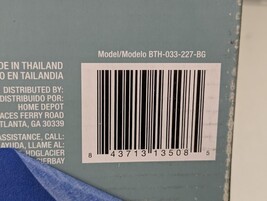 Model/Modelo BTH-033-227-BG
DE IN THAILAND
O EN TAILANDIA
DISTRIBUTED BY:
DISTRIBUIDO POR:
HOME DEPOT
ACES FERRY ROAD
TLANTA, GA 30339
ASSISTANCE, CALL:
AYUDA, LLAME AL:
HOGLACIER
ERBAY
8 43713 13508 5